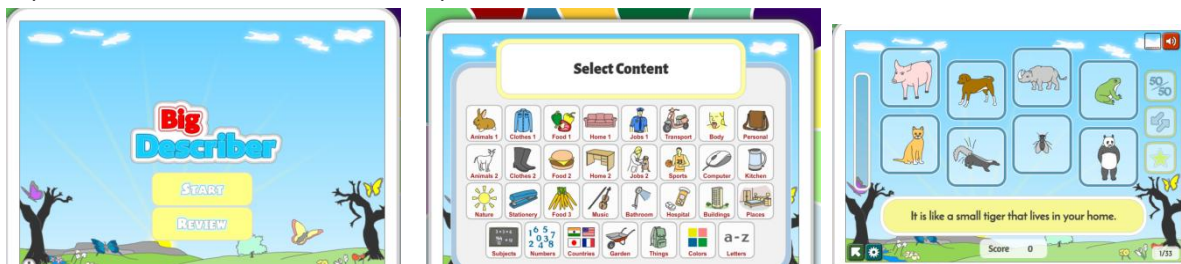 Big
Describer
START
REVIEW
Select Content
Animals 1 Clothes 1 Food 1 Home 1 Jobs 1 Transport Body Personal
Animals 2 Clothes 2 Food 2 Home 2 Jobs 2 Sports Computer Kitchen
Nature Stationery Food 3 Music Bathroom Hospital Buildings Places
a-z
Subjects Numbers Countries Garden Things Colors Letters
50/50
It is like a small tiger that lives in your home.
Score 0
1/33